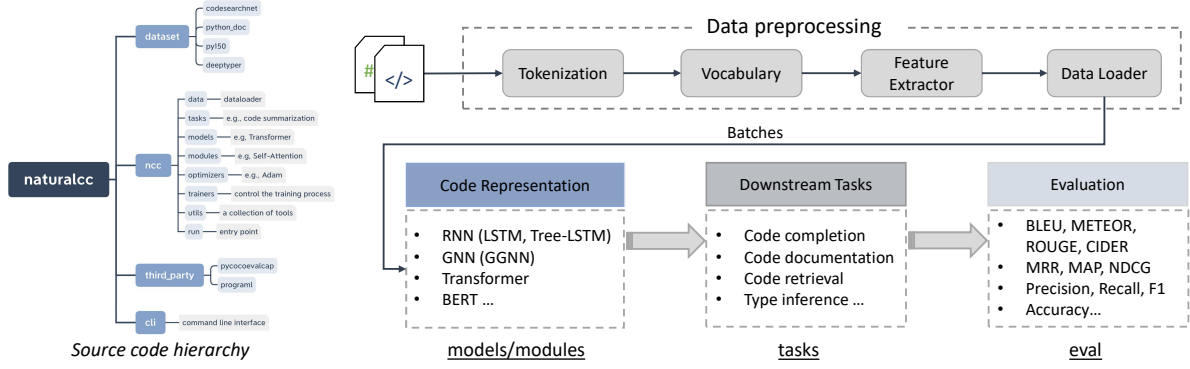 naturalcc
dataset
codesearchnet
python_doc
py150
deeptyper
ncc
data
dataloader
tasks
e.g., code summarization
models
e.g, Transformer
modules
e.g, Self-Attention
optimizers
e.g., Adam
trainers
control the training process
utils
a collection of tools
run
entry point
third_party
pycocoevalcap
programl
cli
command line interface
Source code hierarchy
Data preprocessing
#
</>
Tokenization
Vocabulary
Feature
Extractor
Data Loader
Batches
Code Representation
• RNN (LSTM, Tree-LSTM)
• GNN (GGNN)
• Transformer
• BERT ...
models/modules
Downstream Tasks
• Code completion
• Code documentation
• Code retrieval
• Type inference ...
tasks
Evaluation
• BLEU, METEOR,
ROUGE, CIDER
• MRR, MAP, NDCG
• Precision, Recall, F1
• Accuracy...
eval